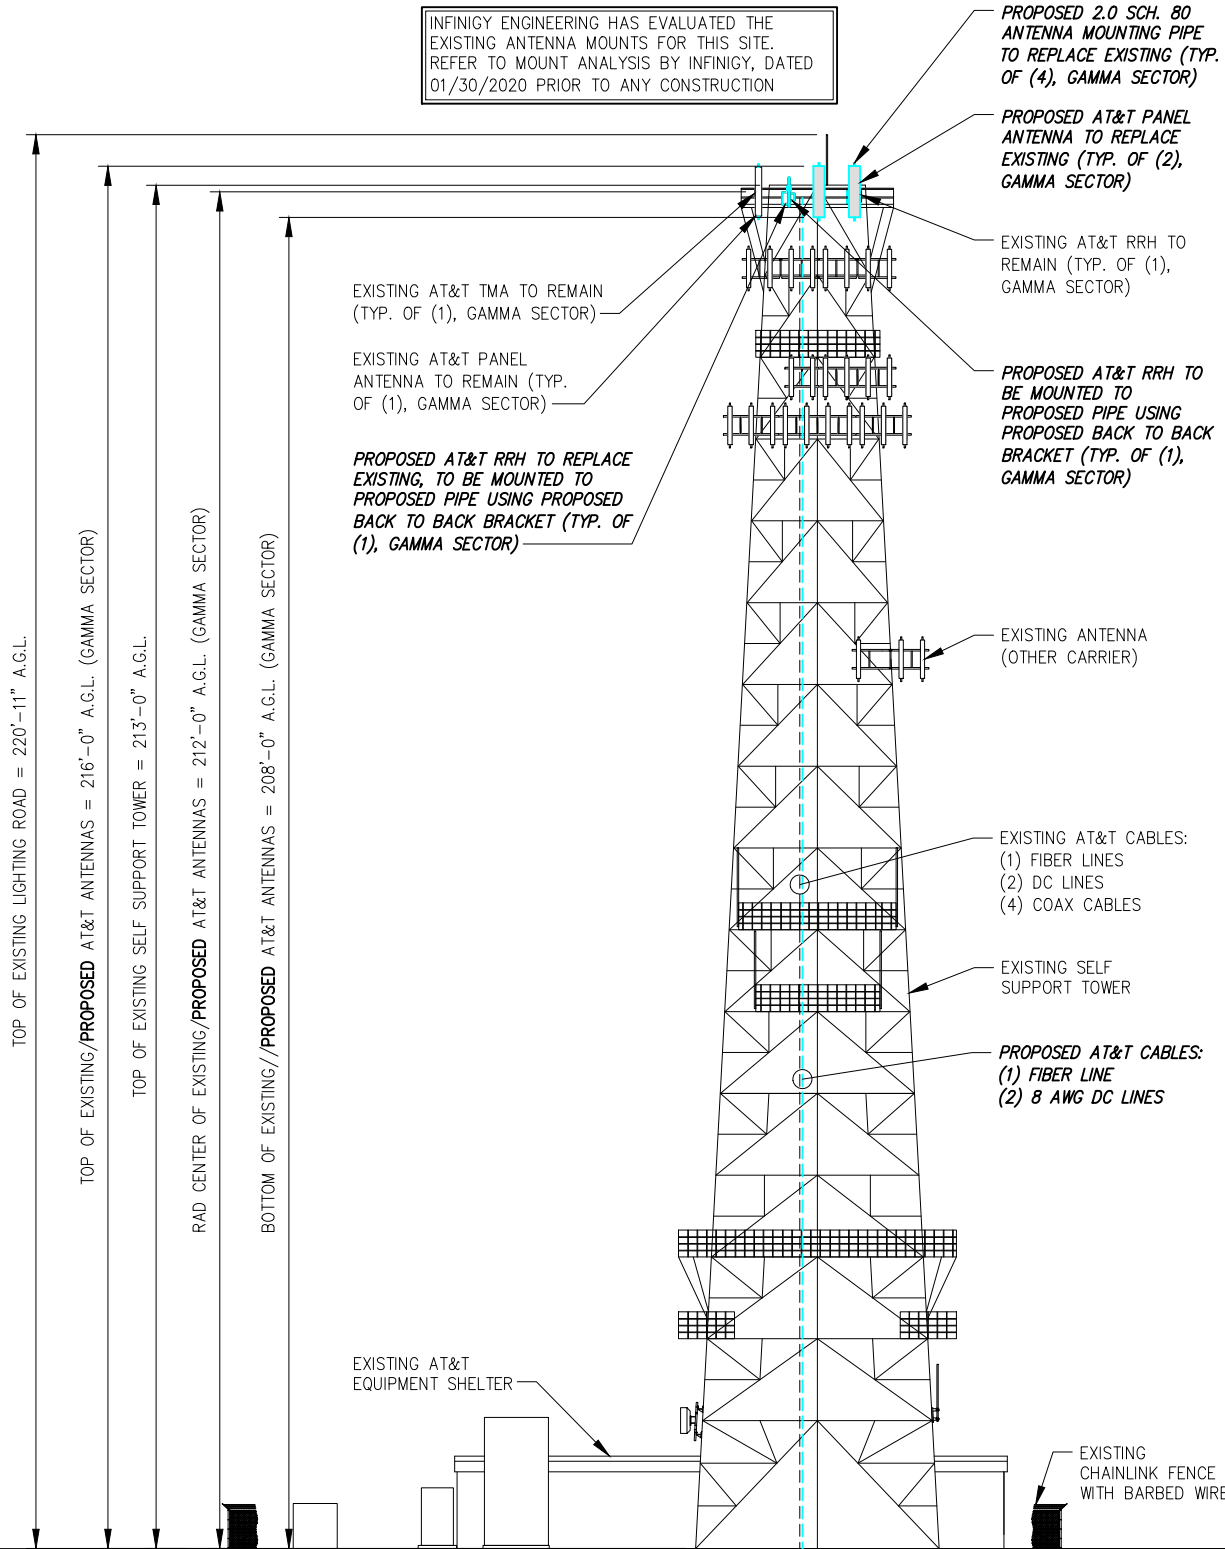 INFINIGY ENGINEERING HAS EVALUATED THE
EXISTING ANTENNA MOUNTS FOR THIS SITE.
REFER TO MOUNT ANALYSIS BY INFINIGY, DATED
01/30/2020 PRIOR TO ANY CONSTRUCTION
PROPOSED 2.0 SCH. 80
ANTENNA MOUNTING PIPE
TO REPLACE EXISTING (TYP.
OF (4), GAMMA SECTOR)
PROPOSED AT&T PANEL
ANTENNA TO REPLACE
EXISTING (TYP. OF (2),
GAMMA SECTOR)
EXISTING AT&T RRH TO
REMAIN (TYP. OF (1),
GAMMA SECTOR)
EXISTING AT&T TMA TO REMAIN
(TYP. OF (1), GAMMA SECTOR)
EXISTING AT&T PANEL
ANTENNA TO REMAIN (TYP.
OF (1), GAMMA SECTOR)
PROPOSED AT&T RRH TO
BE MOUNTED TO
PROPOSED PIPE USING
PROPOSED BACK TO BACK
BRACKET (TYP. OF (1),
GAMMA SECTOR)
PROPOSED AT&T RRH TO REPLACE
EXISTING, TO BE MOUNTED TO
PROPOSED PIPE USING PROPOSED
BACK TO BACK BRACKET (TYP. OF
(1), GAMMA SECTOR)
TOP OF EXISTING LIGHTING ROAD = 220'-11" A.G.L.
TOP OF EXISTING/PROPOSED AT&T ANTENNAS = 216'-0" A.G.L. (GAMMA SECTOR)
TOP OF EXISTING SELF SUPPORT TOWER = 213'-0" A.G.L.
RAD CENTER OF EXISTING/PROPOSED AT&T ANTENNAS = 212'-0" A.G.L. (GAMMA SECTOR)
BOTTOM OF EXISTING//PROPOSED AT&T ANTENNAS = 208'-0" A.G.L. (GAMMA SECTOR)
EXISTING ANTENNA
(OTHER CARRIER)
EXISTING AT&T CABLES:
(1) FIBER LINES
(2) DC LINES
(4) COAX CABLES
EXISTING SELF
SUPPORT TOWER
PROPOSED AT&T CABLES:
(1) FIBER LINE
(2) 8 AWG DC LINES
EXISTING AT&T
EQUIPMENT SHELTER
EXISTING
CHAINLINK FENCE
WITH BARBED WIRE